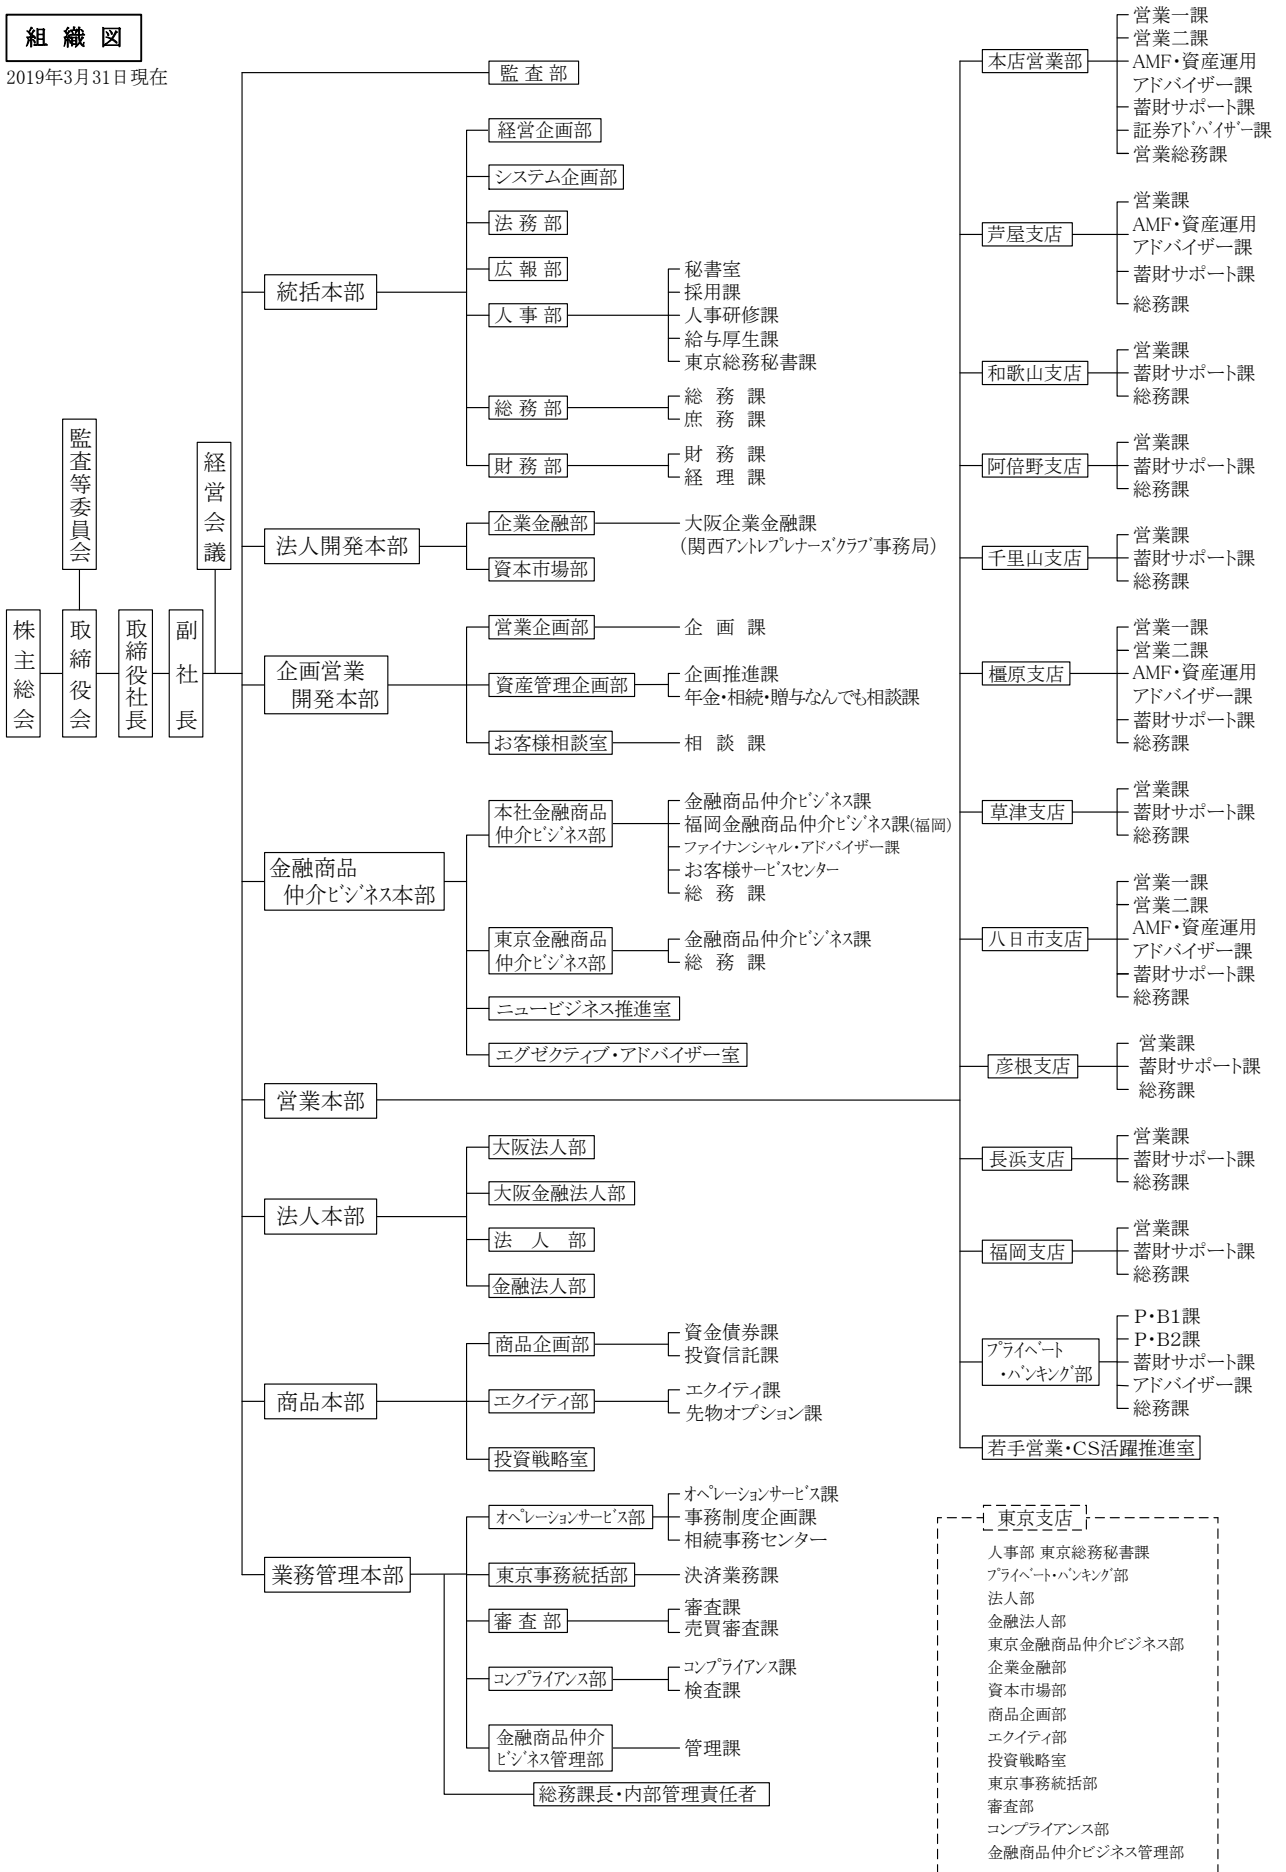 組 織 図
2019年3月31日現在
株主総会
取締役会
監査等委員会
取締役社長
副社長
経営会議
監 査 部
統括本部
経営企画部
システム企画部
法 務 部
広 報 部
人 事 部
秘書室
採用課
人事研修課
給与厚生課
東京総務秘書課
総 務 部
総 務 課
庶 務 課
財 務 部
財 務 課
経 理 課
法人開発本部
企業金融部
大阪企業金融課
(関西アントレプレナーズクラブ事務局)
資本市場部
企画営業
開発本部
営業企画部
企 画 課
資産管理企画部
企画推進課
年金・相続・贈与なんでも相談課
お客様相談室
相 談 課
金融商品
仲介ビジネス本部
本社金融商品
仲介ビジネス部
金融商品仲介ビジネス課
福岡金融商品仲介ビジネス課(福岡)
ファイナンシャル・アドバイザー課
お客様サービスセンター
総 務 課
東京金融商品
仲介ビジネス部
金融商品仲介ビジネス課
総 務 課
ニュービジネス推進室
エグゼクティブ・アドバイザー室
営業本部
法人本部
大阪法人部
大阪金融法人部
法 人 部
金融法人部
商品本部
商品企画部
資金債券課
投資信託課
エクイティ部
エクイティ課
先物オプション課
投資戦略室
業務管理本部
オペレーションサービス部
オペレーションサービス課
事務制度企画課
相続事務センター
東京事務統括部
決済業務課
審 査 部
審査課
売買審査課
コンプライアンス部
コンプライアンス課
検査課
金融商品仲介
ビジネス管理部
管理課
総務課長・内部管理責任者
本店営業部
営業一課
営業二課
AMF・資産運用
アドバイザー課
蓄財サポート課
証券アドバイザー課
営業総務課
芦屋支店
営業課
AMF・資産運用
アドバイザー課
蓄財サポート課
総務課
和歌山支店
営業課
蓄財サポート課
総務課
阿倍野支店
営業課
蓄財サポート課
総務課
千里山支店
営業課
蓄財サポート課
総務課
橿原支店
営業一課
営業二課
AMF・資産運用
アドバイザー課
蓄財サポート課
総務課
草津支店
営業課
蓄財サポート課
総務課
八日市支店
営業一課
営業二課
AMF・資産運用
アドバイザー課
蓄財サポート課
総務課
彦根支店
営業課
蓄財サポート課
総務課
長浜支店
営業課
蓄財サポート課
総務課
福岡支店
営業課
蓄財サポート課
総務課
プライベート
・バンキング部
P・B1課
P・B2課
蓄財サポート課
アドバイザー課
総務課
若手営業・CS活躍推進室
東京支店
人事部 東京総務秘書課
プライベート・バンキング部
法人部
金融法人部
東京金融商品仲介ビジネス部
企業金融部
資本市場部
商品企画部
エクイティ部
投資戦略室
東京事務統括部
審査部
コンプライアンス部
金融商品仲介ビジネス管理部